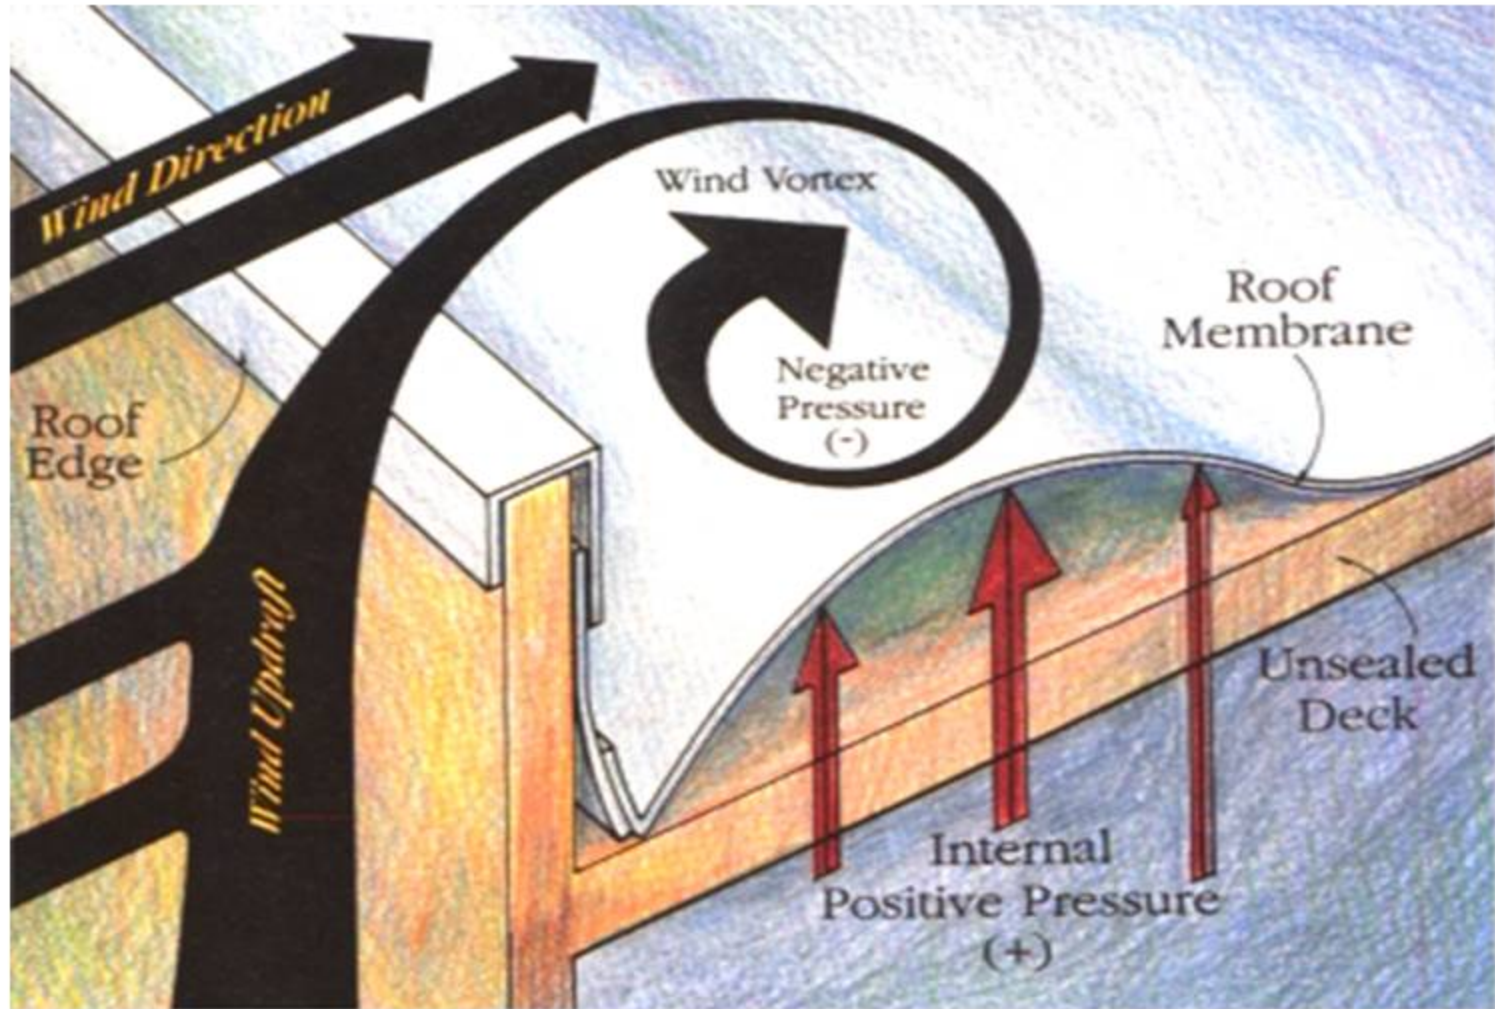 Wind Direction
Wind Vortex
Negative
Pressure
(-)
Roof
Membrane
Roof
Edge
Wind Updraft
Unsealed
Deck
Internal
Positive Pressure
(+)